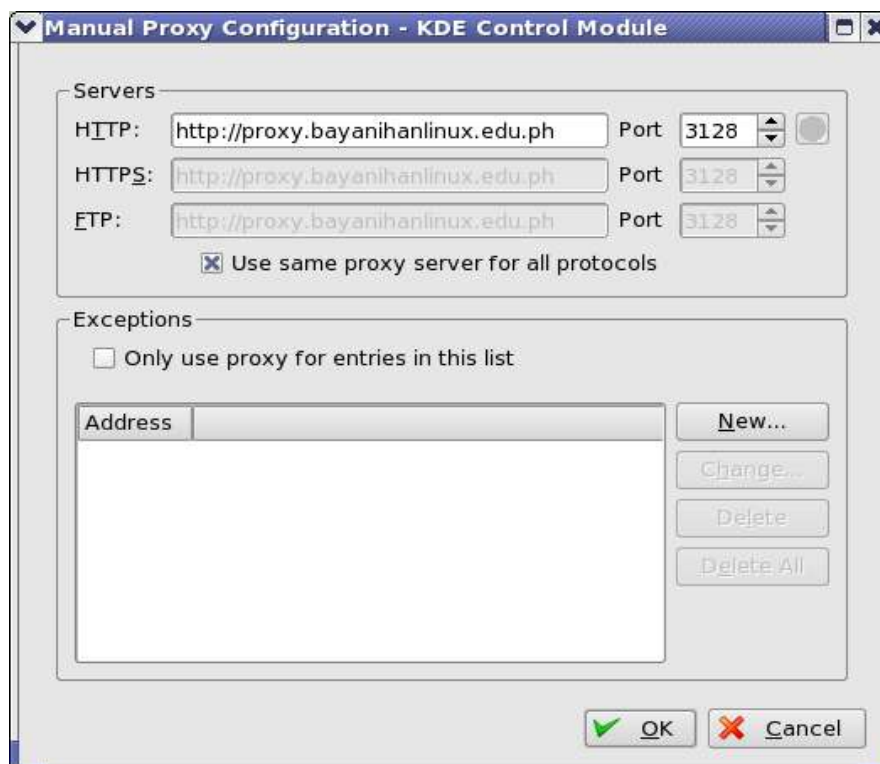 Manual Proxy Configuration - KDE Control Module
Servers
HTTP: http://proxy.bayanihanlinux.edu.ph Port 3128
HTTPS: http://proxy.bayanihanlinux.edu.ph Port 3128
FTP: http://proxy.bayanihanlinux.edu.ph Port 3128
Use same proxy server for all protocols
Exceptions
Only use proxy for entries in this list
Address
New...
Change...
Delete
Delete All
OK Cancel